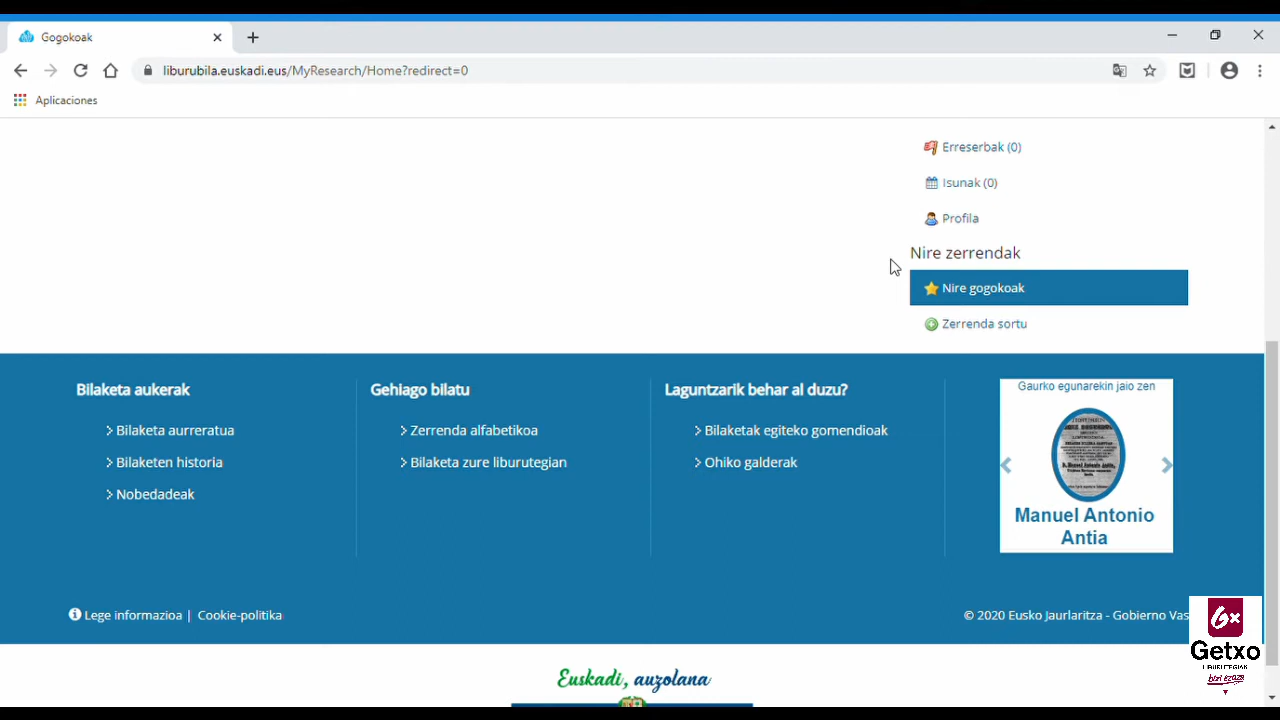 Gogokoak
liburubila.euskadi.eus/MyResearch/Home?redirect=0
Aplicaciones
Erreserbak (0)
Isunak (0)
Profila
Nire zerrendak
Nire gogokoak
Zerrenda sortu
Bilaketa aukerak
Bilaketa aurreratua
Bilaketen historia
Nobedadeak
Gehiago bilatu
Zerrenda alfabetikoa
Bilaketa zure liburutegian
Laguntzarik behar al duzu?
Bilaketak egiteko gomendioak
Ohiko galderak
Gaurko egunarekin jaio zen
Manuel Antonio
Antia
Lege informazioa | Cookie-politika
© 2020 Eusko Jaurlaritza - Gobierno Vas
Getxo
LIBURUTEGIAK
Euskadi, auzolana